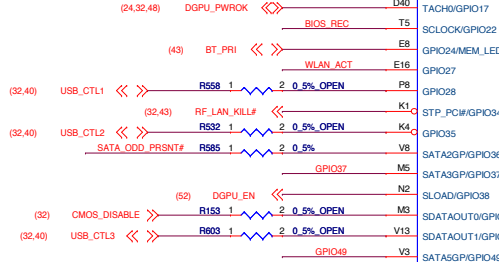 (24,32,48) DGPU_PWROK D40 TACH0/GPIO17
BIOS_REC T5 SCLOCK/GPIO22
(43) BT_PRI E8 GPIO24/MEM_LED
WLAN_ACT E16 GPIO27
(32,40) USB_CTL1 R558 1 2 0_5%_OPEN P8 GPIO28
(32,43) RF_LAN_KILL# K1 STP_PCI#/GPIO34
(32,40) USB_CTL2 R532 1 2 0_5%_OPEN K4 GPIO35
SATA_ODD_PRSNT# R585 1 2 0_5% V8 SATA2GP/GPIO36
GPIO37 M5 SATA3GP/GPIO37
(52) DGPU_EN N2 SLOAD/GPIO38
(32) CMOS_DISABLE R153 1 2 0_5%_OPEN M3 SDATAOUT0/GPI
(32,40) USB_CTL3 R603 1 2 0_5%_OPEN V13 SDATAOUT1/GPI
GPIO49 V3 SATA5GP/GPIO49